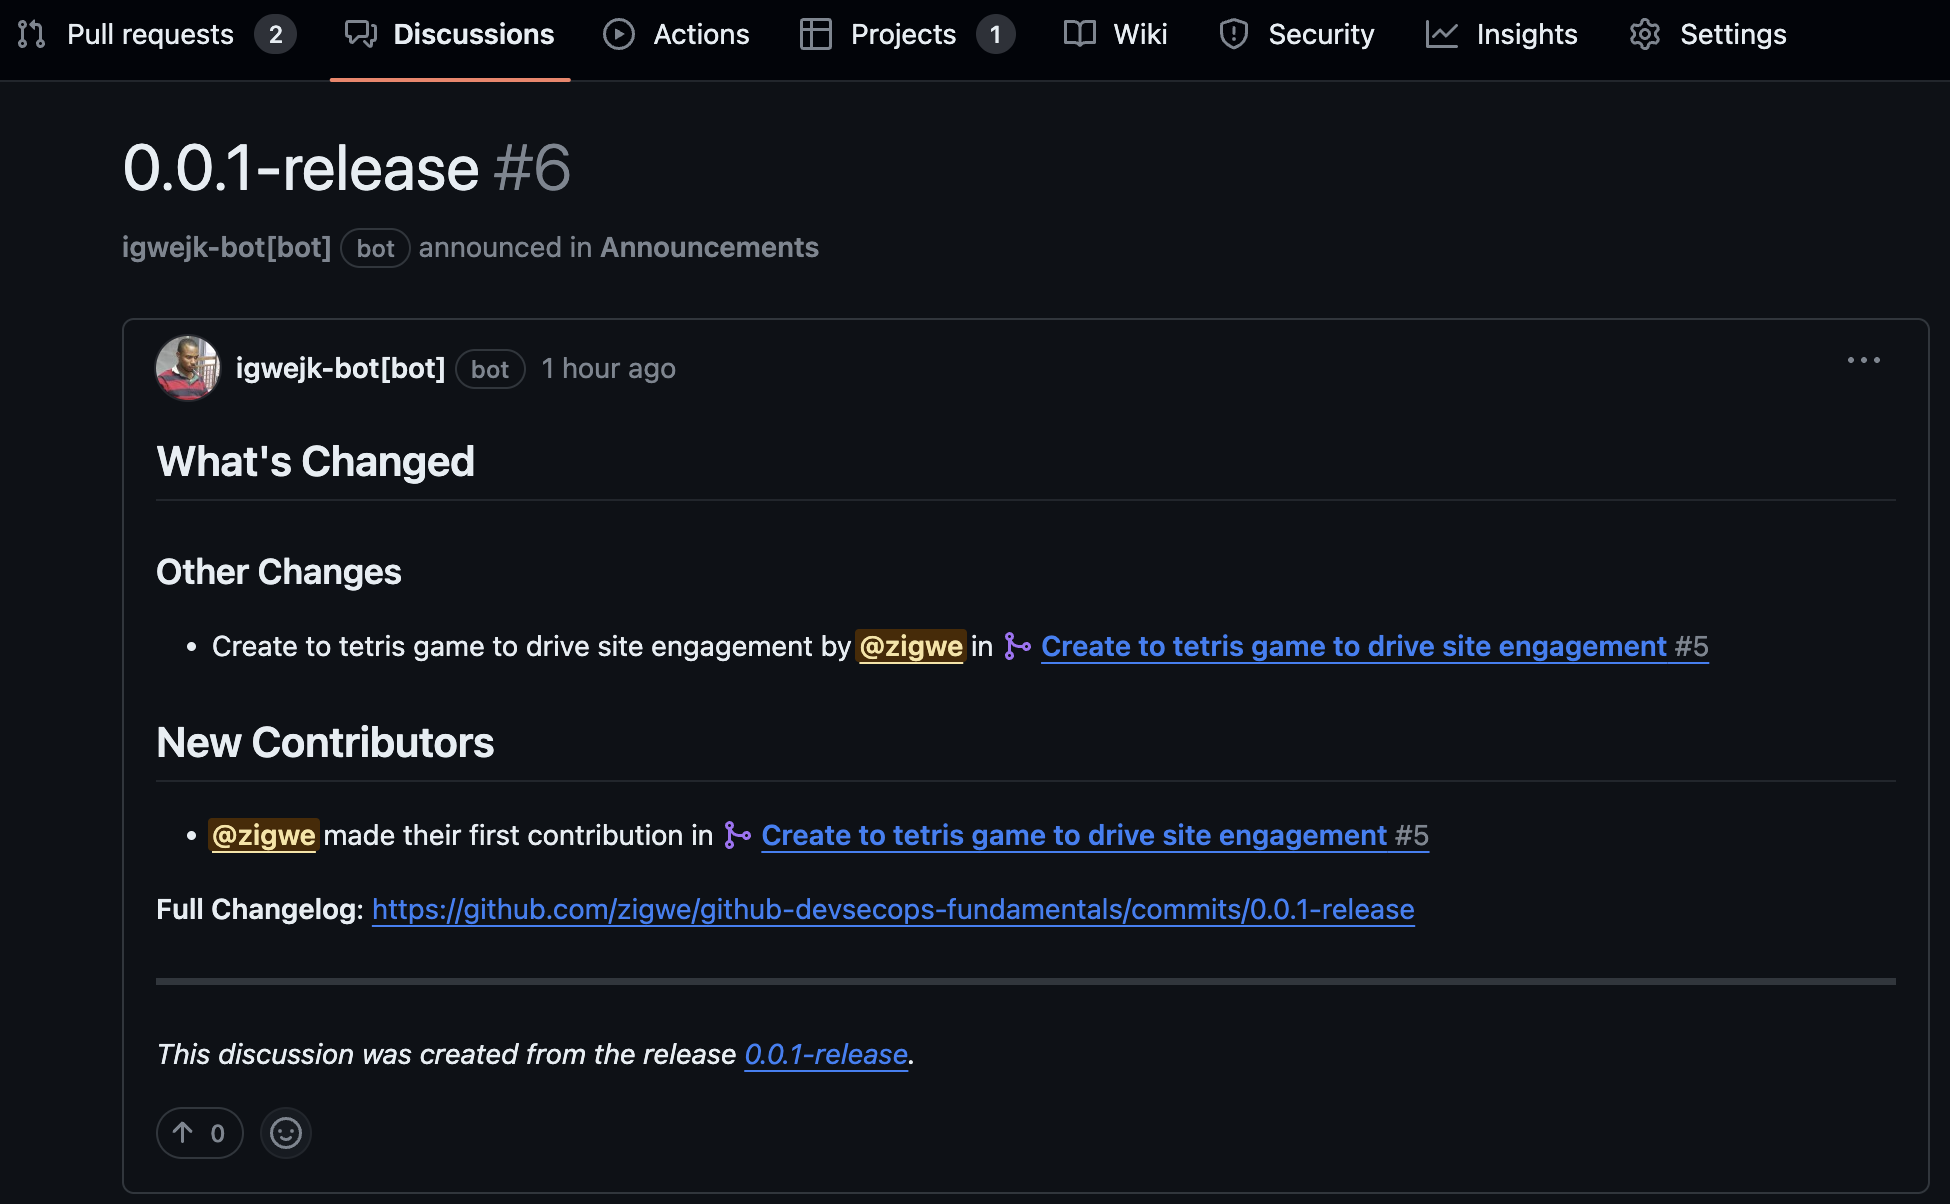 Pull requests 2 Discussions Actions Projects 1 Wiki Security Insights Settings
0.0.1-release #6
igwejk-bot[bot] bot announced in Announcements
igwejk-bot[bot] bot 1 hour ago
What's Changed
Other Changes
Create to tetris game to drive site engagement by @zigwe in Create to tetris game to drive site engagement #5
New Contributors
@zigwe made their first contribution in Create to tetris game to drive site engagement #5
Full Changelog: https://github.com/zigwe/github-devsecops-fundamentals/commits/0.0.1-release
This discussion was created from the release 0.0.1-release.
0